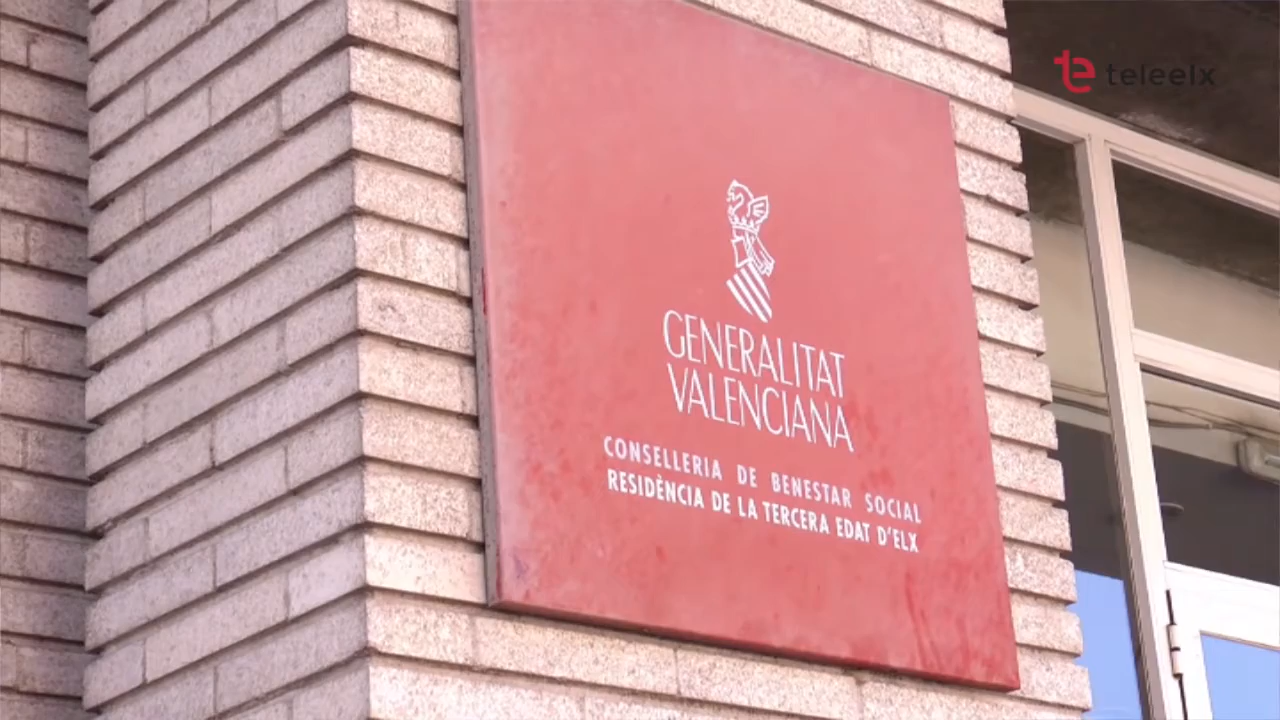 teleelx
GENERALITAT
VALENCIANA
CONSELLERIA DE BENESTAR SOCIAL
RESIDÈNCIA DE LA TERCERA EDAT D'ELX